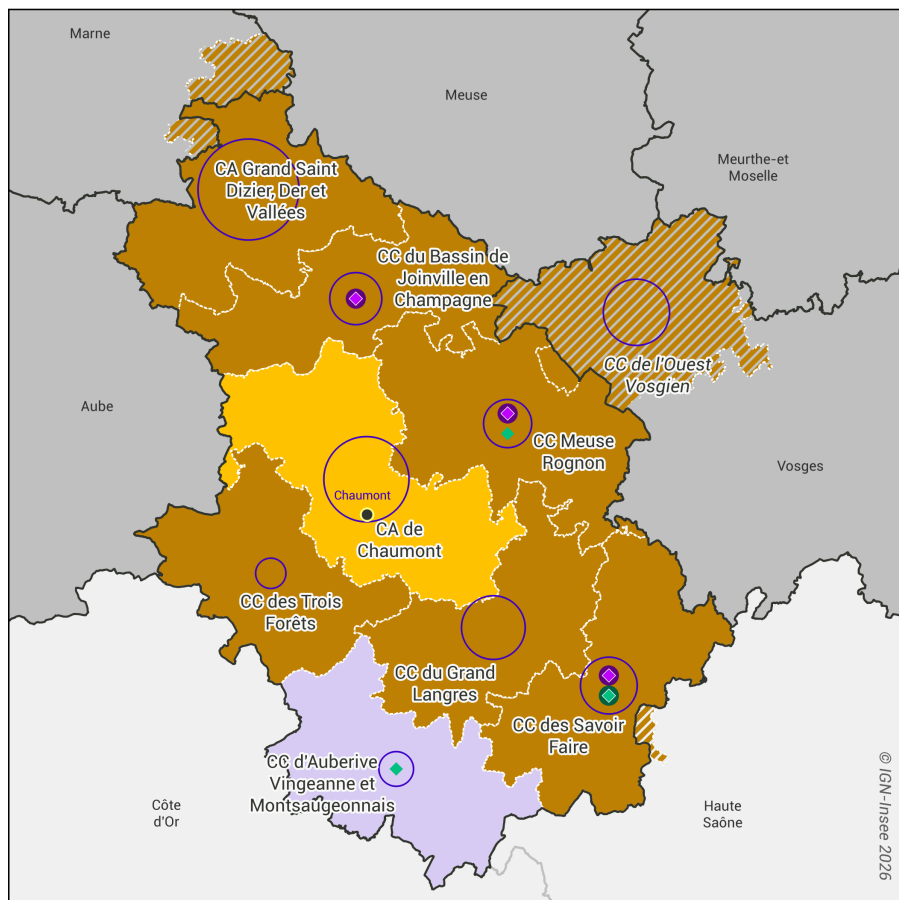 Marne
Meuse
Meurthe-et
Moselle
CA Grand Saint
Dizier, Der et
Vallées
CC du Bassin de
Joinville en
Champagne
CC de l'Ouest
Vosgien
Aube
CC Meuse
Rognon
Vosges
Chaumont
CA de
Chaumont
CC des Trois
Forêts
CC du Grand
Langres
CC des Savoir
Faire
CC d'Auberive
Vingeanne et
Montsaugeonnais
Côte
d'Or
Haute
Saône
© IGN-Insee 2026